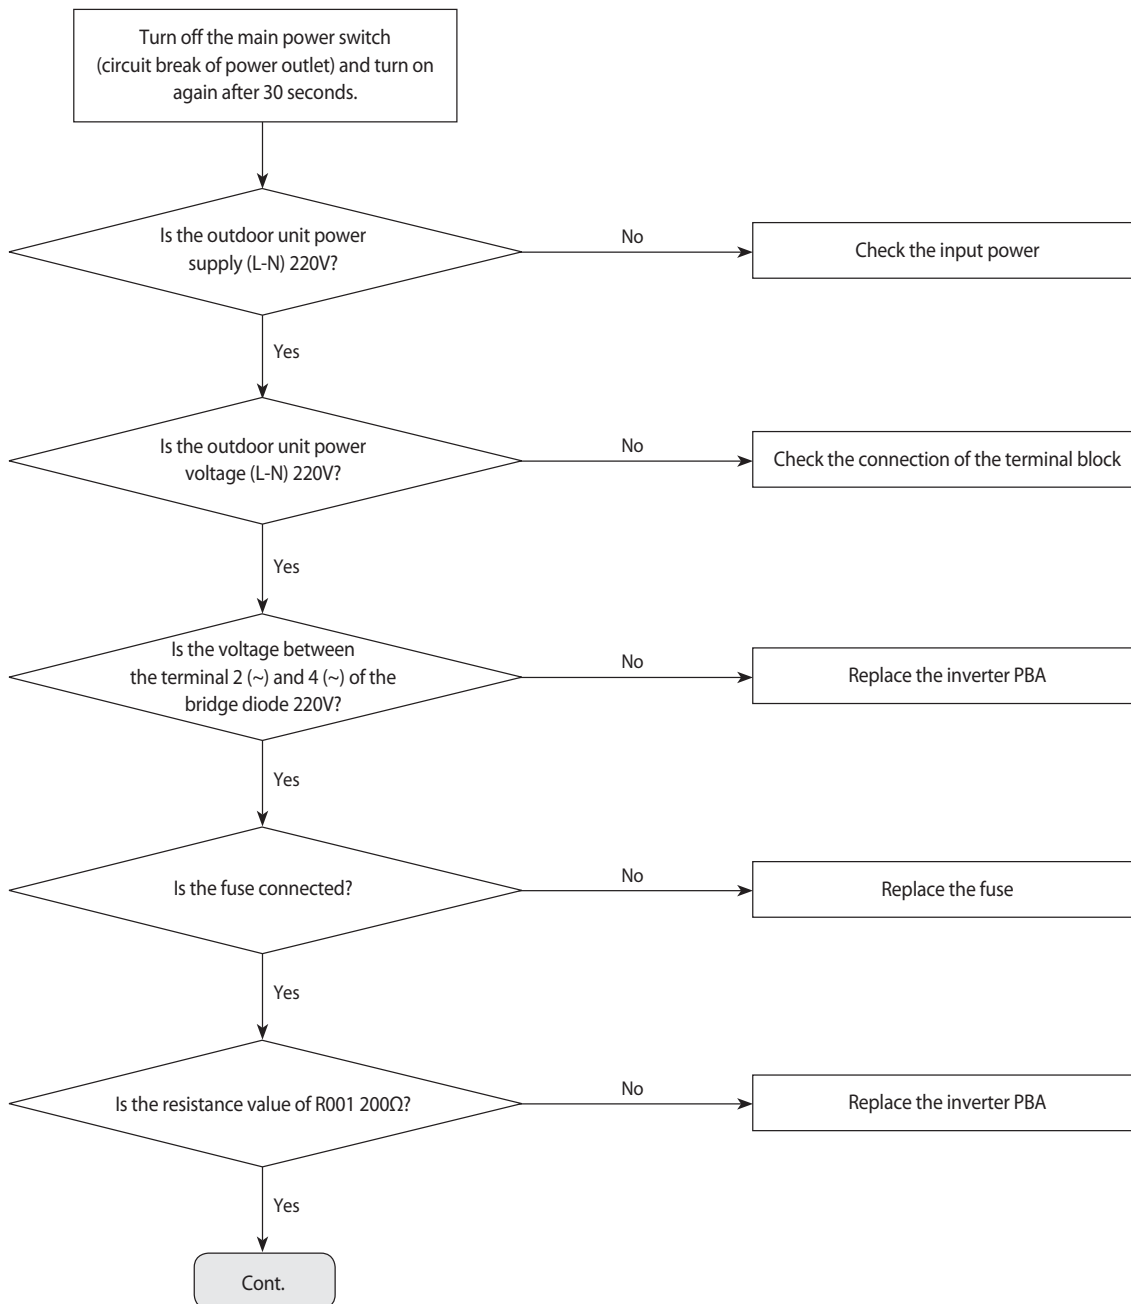 Turn off the main power switch
(circuit break of power outlet) and turn on
again after 30 seconds.
Is the outdoor unit power
supply (L-N) 220V?
No
Check the input power
Yes
Is the outdoor unit power
voltage (L-N) 220V?
No
Check the connection of the terminal block
Yes
Is the voltage between
the terminal 2 (~) and 4 (~) of the
bridge diode 220V?
No
Replace the inverter PBA
Yes
Is the fuse connected?
No
Replace the fuse
Yes
Is the resistance value of R001 200Ω?
No
Replace the inverter PBA
Yes
Cont.